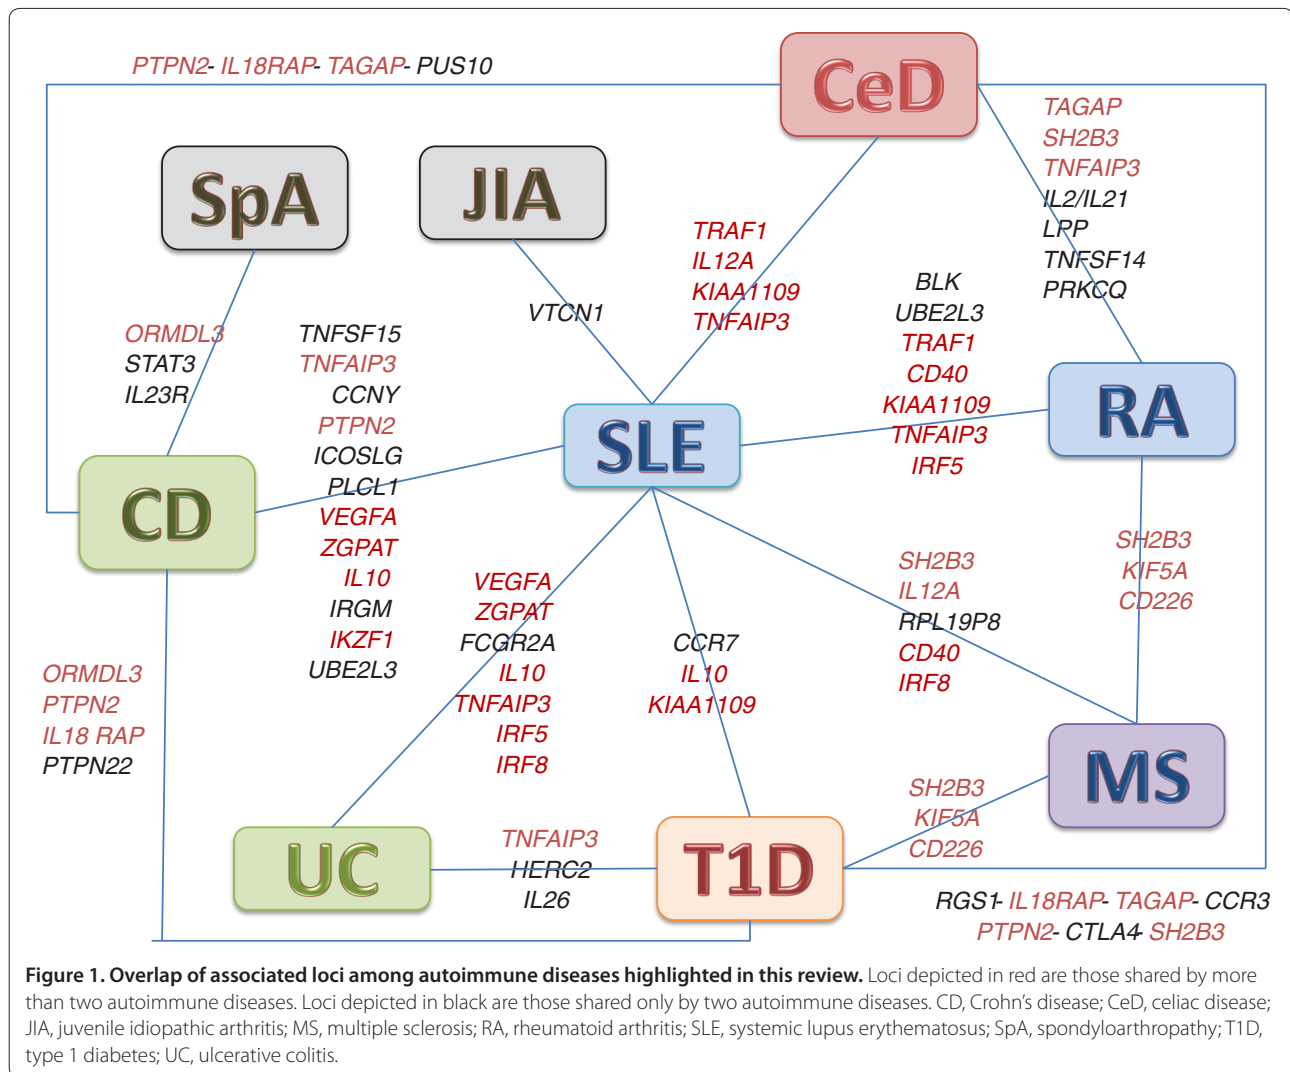 PTPN2- IL18RAP- TAGAP- PUS10
CeD
TAGAP
SH2B3
TNFAIP3
IL2/IL21
LPP
TNFSF14
PRKCQ
SpA
JIA
TRAF1
IL12A
KIAA1109
TNFAIP3
VTCN1
BLK
UBE2L3
TRAF1
CD40
KIAA1109
TNFAIP3
IRF5
ORMDL3
STAT3
IL23R
TNFSF15
TNFAIP3
CCNY
PTPN2
ICOSLG
PLCL1
VEGFA
ZGPAT
IL10
IRGM
IKZF1
UBE2L3
SLE
RA
CD
SH2B3
KIF5A
CD226
SH2B3
IL12A
RPL19P8
CD40
IRF8
VEGFA
ZGPAT
FCGR2A
IL10
TNFAIP3
IRF5
IRF8
CCR7
IL10
KIAA1109
ORMDL3
PTPN2
IL18 RAP
PTPN22
MS
SH2B3
KIF5A
CD226
UC
TNFAIP3
HERC2
IL26
T1D
RGS1- IL18RAP- TAGAP- CCR3
PTPN2- CTLA4- SH2B3
Figure 1. Overlap of associated loci among autoimmune diseases highlighted in this review. Loci depicted in red are those shared by more
than two autoimmune diseases. Loci depicted in black are those shared only by two autoimmune diseases. CD, Crohn's disease; CeD, celiac disease;
JIA, juvenile idiopathic arthritis; MS, multiple sclerosis; RA, rheumatoid arthritis; SLE, systemic lupus erythematosus; SpA, spondyloarthropathy; T1D,
type 1 diabetes; UC, ulcerative colitis.